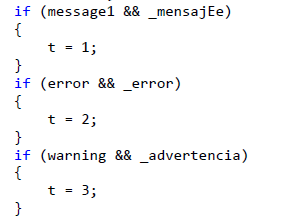 if (message1 && _mensajEe)
{
    t = 1;
}
if (error && _error)
{
    t = 2;
}
if (warning && _advertencia)
{
    t = 3;
}